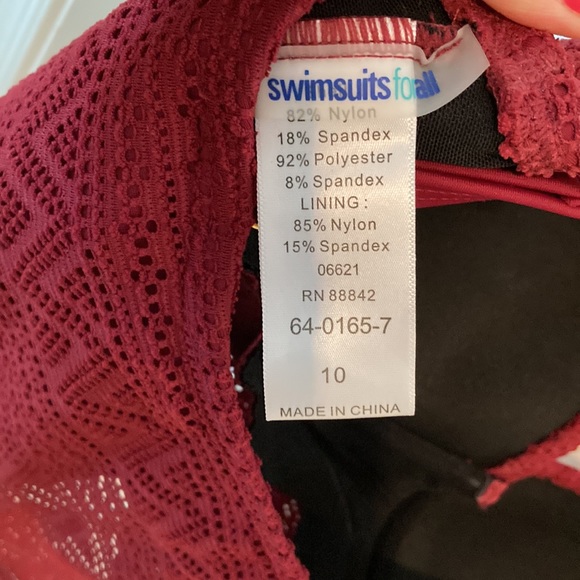 swimsuitsforall
82% Nylon
18% Spandex
92% Polyester
8% Spandex
LINING :
85% Nylon
15% Spandex
06621
RN 88842
64-0165-7
10
MADE IN CHINA